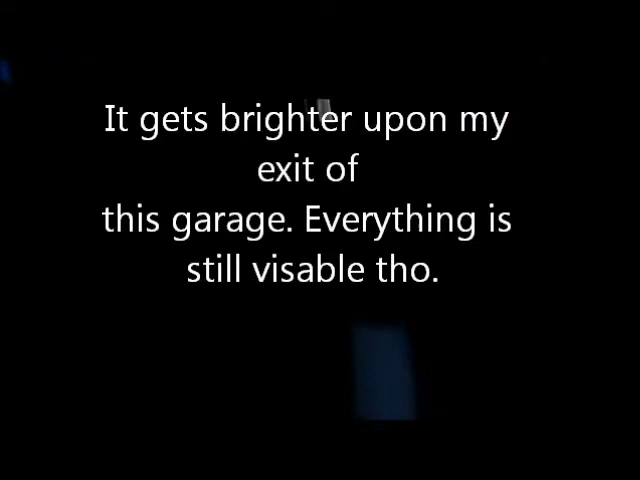 It gets brighter upon my
exit of
this garage. Everything is
still visable tho.